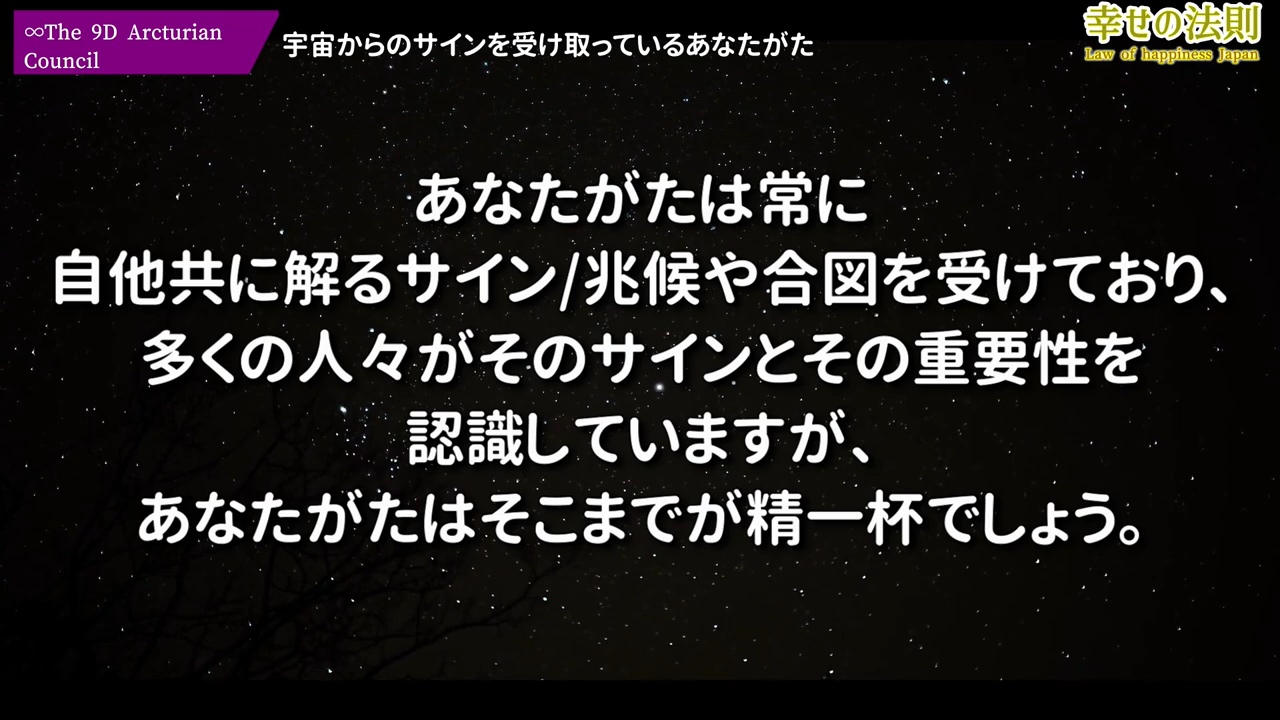 ∞The 9D Arcturian
Council
宇宙からのサインを受け取っているあなたがた
幸せの法則
Law of happiness Japan
あなたがたは常に
自他共に解るサイン/兆候や合図を受けており、
多くの人々がそのサインとその重要性を
認識していますが、
あなたがたはそこまでが精一杯でしょう。